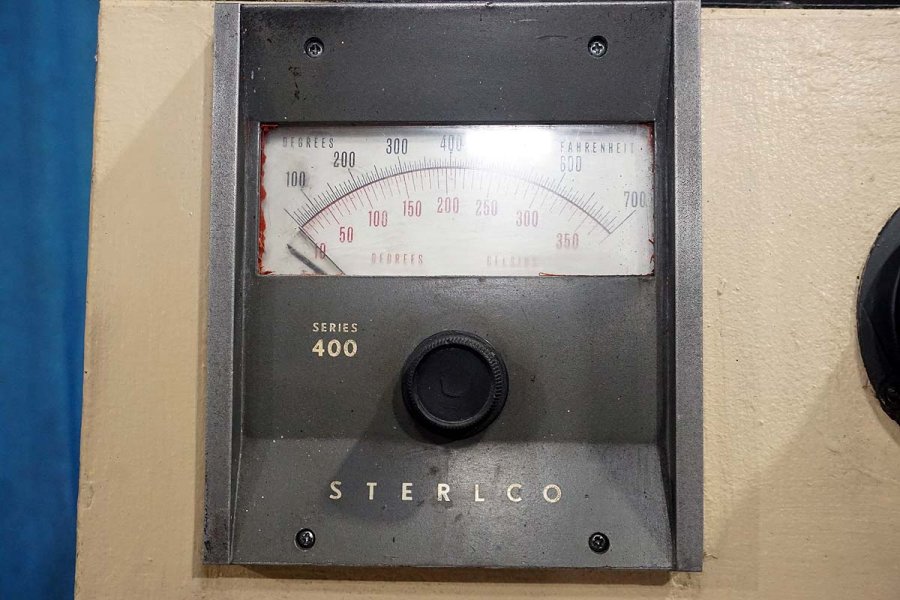 DEGREES FAHRENHEIT
100 200 300 400 600 700
10 50 100 150 200 250 300 350
DEGREES CELSIUS
SERIES
400
STERLCO